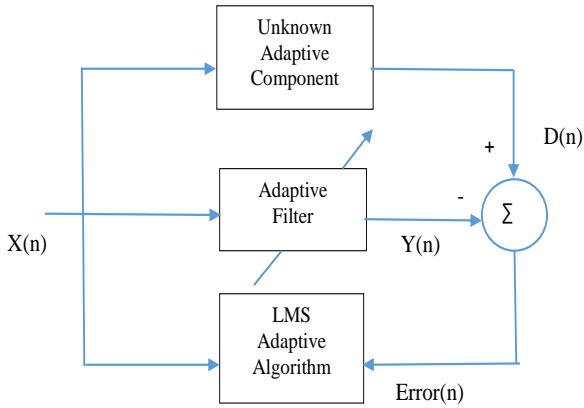 Unknown
Adaptive
Component
D(n)
+
Adaptive
Filter
-
Σ
X(n)
Y(n)
LMS
Adaptive
Algorithm
Error(n)